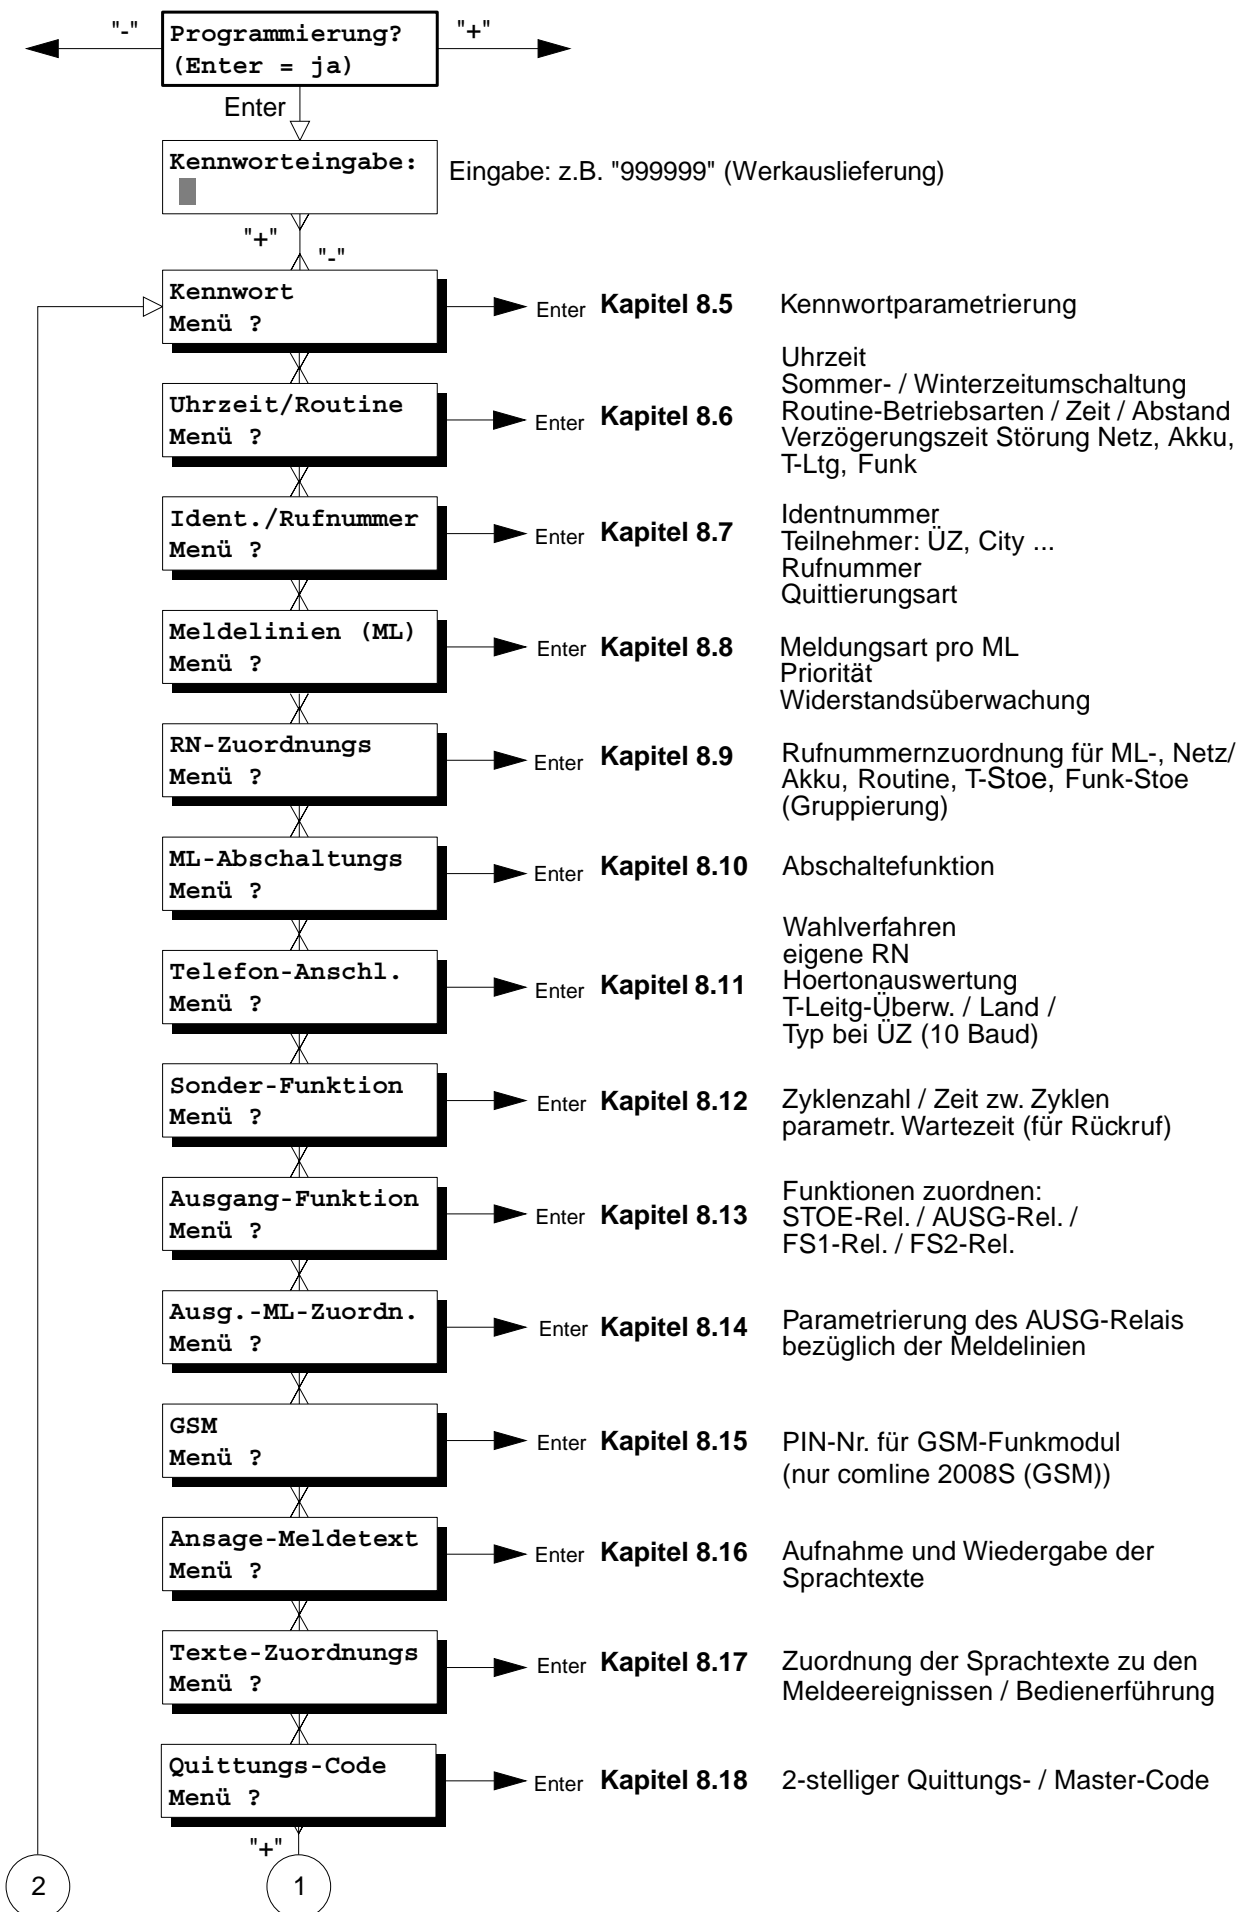 "-"
Programmierung?
(Enter = ja)
"+"
Enter
Kennworteingabe:
Eingabe: z.B. "999999" (Werkauslieferung)
"+"
"-"
Kennwort
Menü ?
Enter Kapitel 8.5
Kennwortparametrierung
Uhrzeit/Routine
Menü ?
Enter Kapitel 8.6
Uhrzeit
Sommer- / Winterzeitumschaltung
Routine-Betriebsarten / Zeit / Abstand
Verzögerungszeit Störung Netz, Akku,
T-Ltg, Funk
Ident./Rufnummer
Menü ?
Enter Kapitel 8.7
Identnummer
Teilnehmer: ÜZ, City ...
Rufnummer
Quittierungsart
Meldelinien (ML)
Menü ?
Enter Kapitel 8.8
Meldungsart pro ML
Priorität
Widerstandsüberwachung
RN-Zuordnungs
Menü ?
Enter Kapitel 8.9
Rufnummernzuordnung für ML-, Netz/
Akku, Routine, T-Stoe, Funk-Stoe
(Gruppierung)
ML-Abschaltungs
Menü ?
Enter Kapitel 8.10
Abschaltefunktion
Telefon-Anschl.
Menü ?
Enter Kapitel 8.11
Wahlverfahren
eigene RN
Hoertonauswertung
T-Leitg-Überw. / Land /
Typ bei ÜZ (10 Baud)
Sonder-Funktion
Menü ?
Enter Kapitel 8.12
Zyklenzahl / Zeit zw. Zyklen
parametr. Wartezeit (für Rückruf)
Ausgang-Funktion
Menü ?
Enter Kapitel 8.13
Funktionen zuordnen:
STOE-Rel. / AUSG-Rel. /
FS1-Rel. / FS2-Rel.
Ausg.-ML-Zuordn.
Menü ?
Enter Kapitel 8.14
Parametrierung des AUSG-Relais
bezüglich der Meldelinien
GSM
Menü ?
Enter Kapitel 8.15
PIN-Nr. für GSM-Funkmodul
(nur comline 2008S (GSM))
Ansage-Meldetext
Menü ?
Enter Kapitel 8.16
Aufnahme und Wiedergabe der
Sprachtexte
Texte-Zuordnungs
Menü ?
Enter Kapitel 8.17
Zuordnung der Sprachtexte zu den
Meldeereignissen / Bedienerführung
Quittungs-Code
Menü ?
Enter Kapitel 8.18
2-stelliger Quittungs- / Master-Code
"+"
2
1